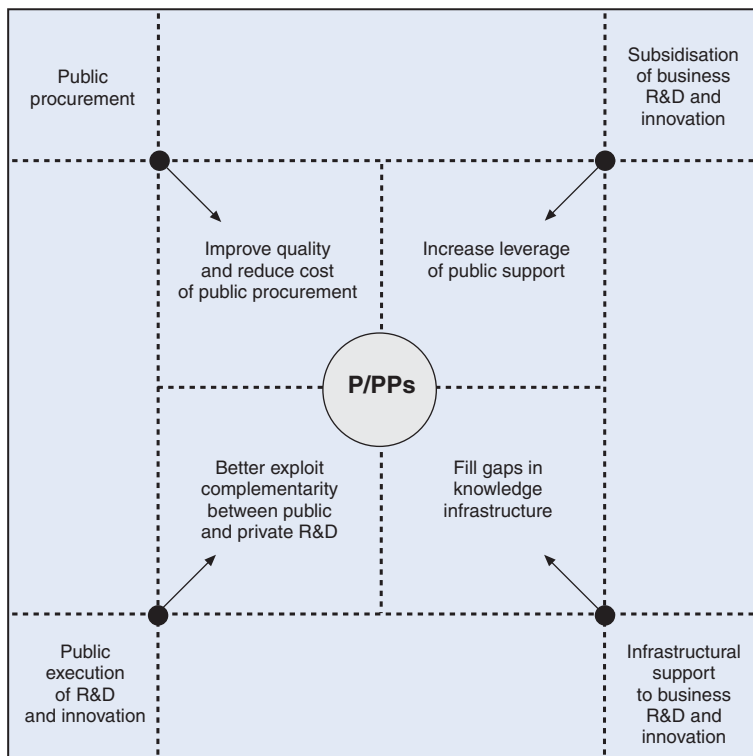 Public
procurement
Subsidisation
of business
R&D and
innovation
Improve quality
and reduce cost
of public procurement
Increase leverage
of public support
P/PPs
Better exploit
complementarity
between public
and private R&D
Fill gaps in
knowledge
infrastructure
Public
execution
of R&D
and innovation
Infrastructural
support
to business
R&D and
innovation